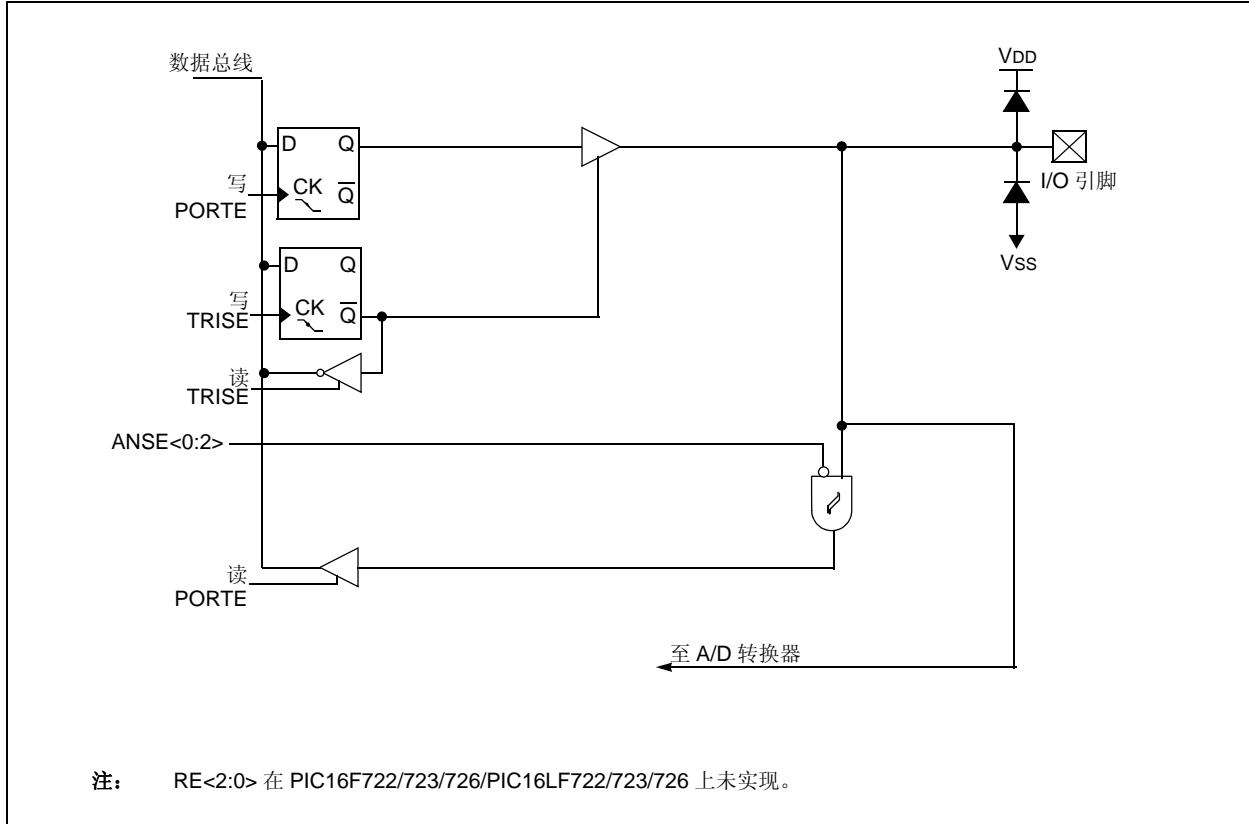 数据总线
VDD
D Q
写
PORTE
CK Q
I/O 引脚
D Q
VSS
写
TRISE
CK Q
读
TRISE
ANSE<0:2>
读
PORTE
至 A/D 转换器
注： RE<2:0> 在 PIC16F722/723/726/PIC16LF722/723/726 上未实现。